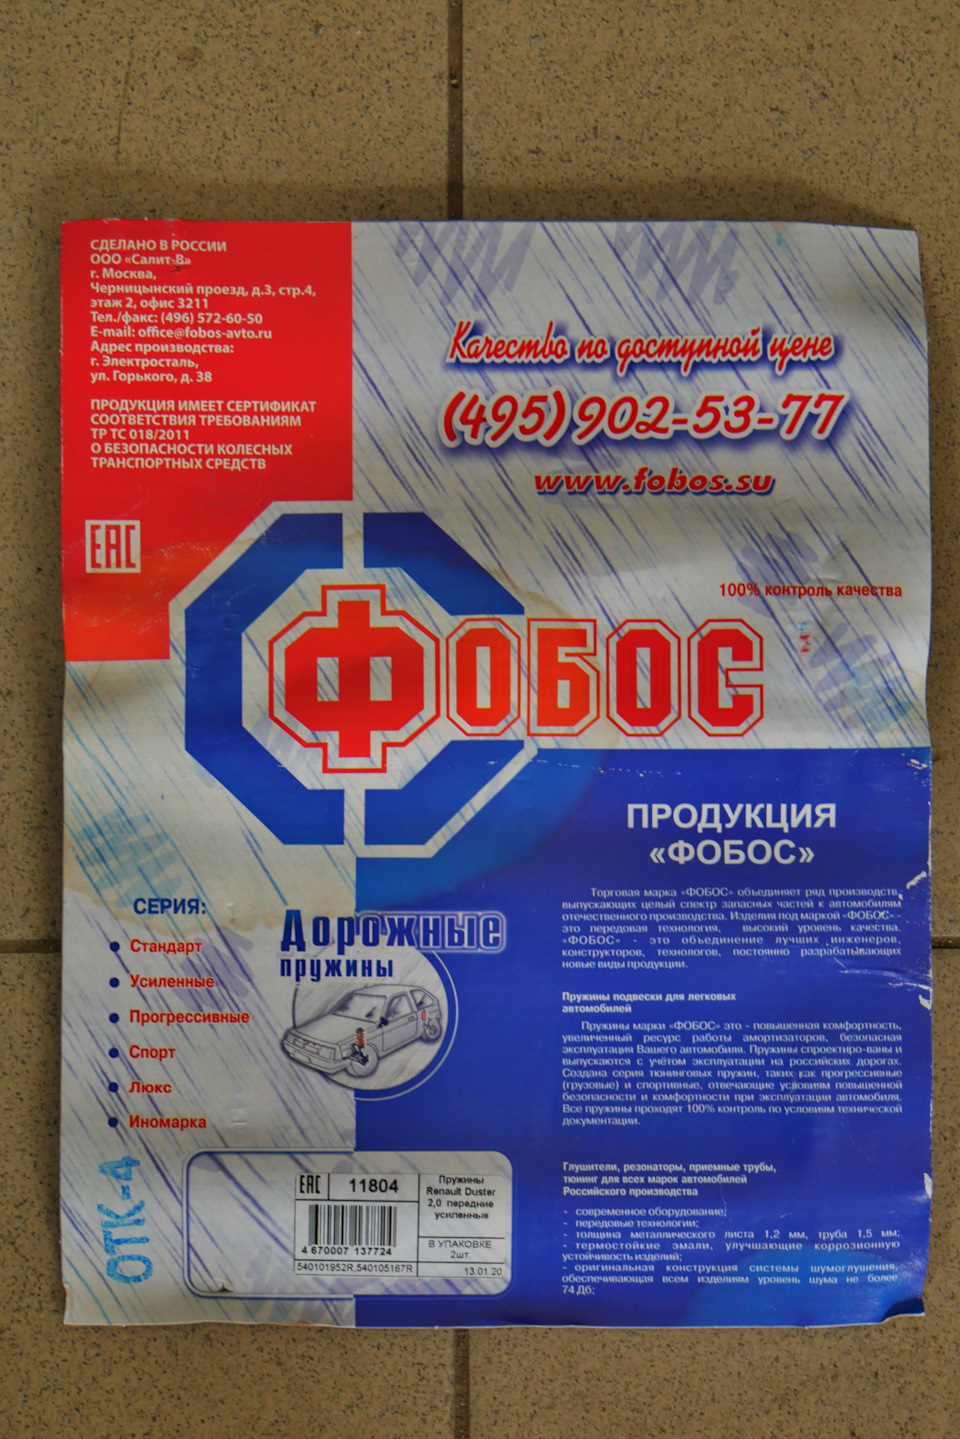 СДЕЛАНО В РОССИИ
ООО «Салит-В»
г. Москва,
Черницынский проезд, д.3, стр.4,
этаж 2, офис 3211
Тел./факс: (496) 572-60-50
E-mail: office@fobos-avto.ru
Адрес производства:
г. Электросталь,
ул. Горького, д. 38
ПРОДУКЦИЯ ИМЕЕТ СЕРТИФИКАТ
СООТВЕТСТВИЯ ТРЕБОВАНИЯМ
ТР ТС 018/2011
О БЕЗОПАСНОСТИ КОЛЕСНЫХ
ТРАНСПОРТНЫХ СРЕДСТВ
EAC
Качество по доступной цене
(495) 902-53-77
www.fobos.su
100% контроль качества
ФОБОС
ПРОДУКЦИЯ
«ФОБОС»
Торговая марка «ФОБОС» объединяет ряд производств,
выпускающих целый спектр запасных частей к автомобилям
отечественного производства. Изделия под маркой «ФОБОС» -
это передовая технология, высокий уровень качества.
«ФОБОС» - это объединение лучших инженеров,
конструкторов, технологов, постоянно разрабатывающих
новые виды продукции.
Пружины подвески для легковых
автомобилей
Пружины марки «ФОБОС» это - повышенная комфортность,
увеличенный ресурс работы амортизаторов, безопасная
эксплуатация Вашего автомобиля. Пружины спроектиро-ваны и
выпускаются с учётом эксплуатации на российских дорогах.
Создана серия тюнинговых пружин, таких как прогрессивные
(грузовые) и спортивные, отвечающие условиям повышенной
безопасности и комфортности при эксплуатации автомобиля.
Все пружины проходят 100% контроль по условиям технической
документации.
Глушители, резонаторы, приемные трубы,
тюнинг для всех марок автомобилей
Российского производства
- современное оборудование;
- передовые технологии;
- толщина металлического листа 1,2 мм, труба 1,5 мм;
- термостойкие эмали, улучшающие коррозионную
устойчивость изделий;
- оригинальная конструкция системы шумоглушения,
обеспечивающая всем изделиям уровень шума не более
74 Дб;
СЕРИЯ:
Стандарт
Усиленные
Прогрессивные
Спорт
Люкс
Иномарка
Дорожные
пружины
ОТК-4
EAC 11804
Пружины
Renault Duster
2,0 передние
усиленные
4 670007 137724
В УПАКОВКЕ
2шт.
540101952R,540105167R
13.01.20